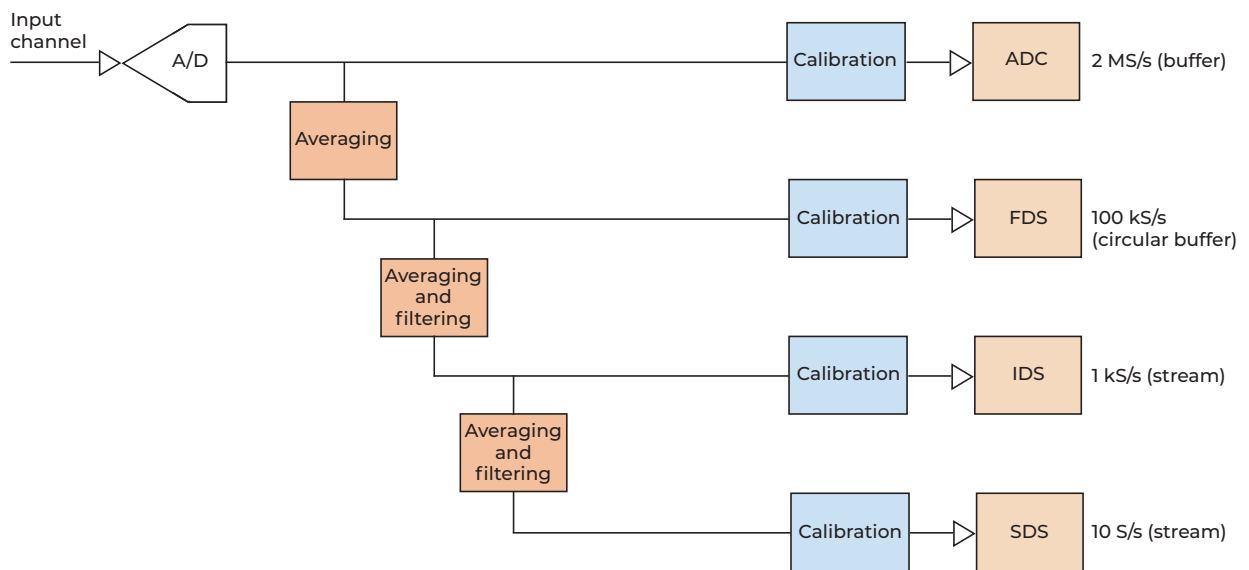 Input
channel
A/D
Calibration
ADC
2 MS/s (buffer)
Averaging
Calibration
FDS
100 kS/s
(circular buffer)
Averaging
and
filtering
Calibration
IDS
1 kS/s (stream)
Averaging
and
filtering
Calibration
SDS
10 S/s (stream)